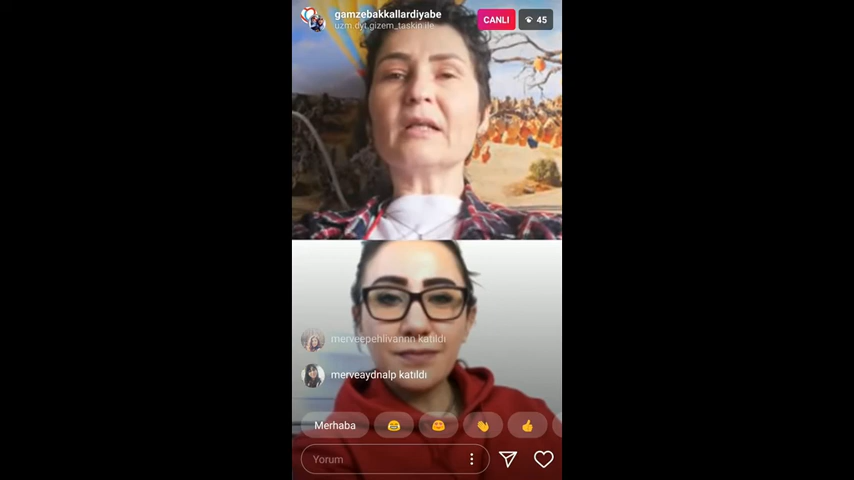 gamzebakkallardiyabe
uzm.dyt.gizem_taskin ile
CANLI
45
merveepehlivannn katıldı
merveaydnalp katıldı
Merhaba
Yorum